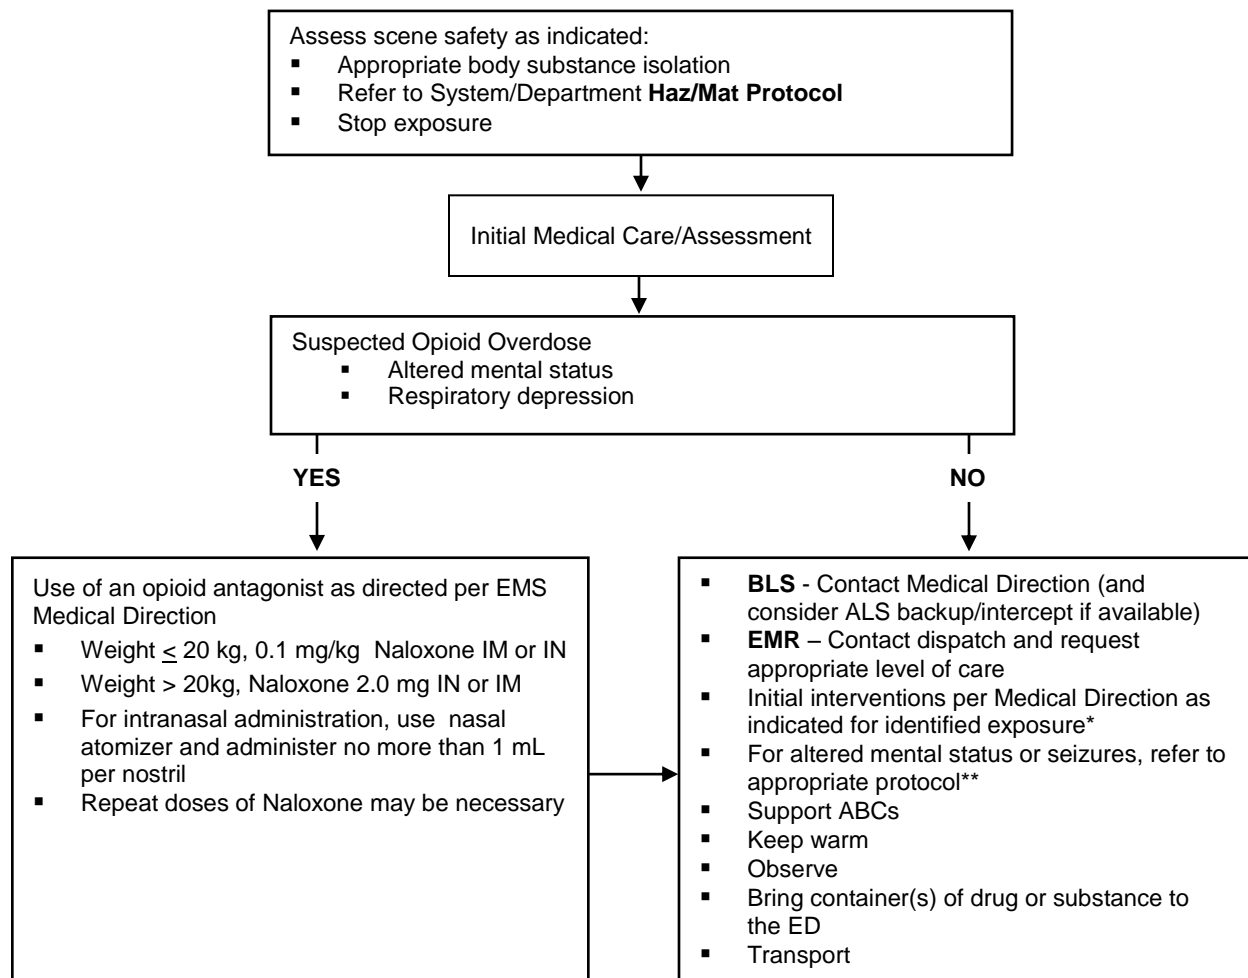 Assess scene safety as indicated:
▪ Appropriate body substance isolation
▪ Refer to System/Department Haz/Mat Protocol
▪ Stop exposure
Initial Medical Care/Assessment
Suspected Opioid Overdose
▪ Altered mental status
▪ Respiratory depression
YES
NO
Use of an opioid antagonist as directed per EMS
Medical Direction
▪ Weight ≤ 20 kg, 0.1 mg/kg Naloxone IM or IN
▪ Weight > 20kg, Naloxone 2.0 mg IN or IM
▪ For intranasal administration, use nasal
atomizer and administer no more than 1 mL
per nostril
▪ Repeat doses of Naloxone may be necessary
▪ BLS - Contact Medical Direction (and
consider ALS backup/intercept if available)
▪ EMR – Contact dispatch and request
appropriate level of care
▪ Initial interventions per Medical Direction as
indicated for identified exposure*
▪ For altered mental status or seizures, refer to
appropriate protocol**
▪ Support ABCs
▪ Keep warm
▪ Observe
▪ Bring container(s) of drug or substance to
the ED
▪ Transport